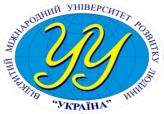 ВІДКРИТИЙ МІЖНАРОДНИЙ УНІВЕРСИТЕТ РОЗВИТКУ ЛЮДИНИ
УУ
"УКРАЇНА"